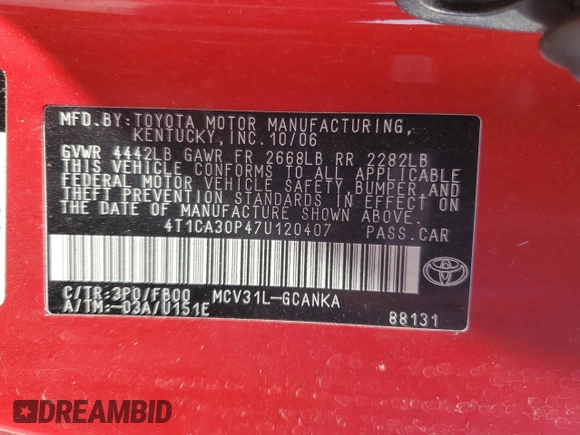 MFD.BY:TOYOTA MOTOR MANUFACTURING,
KENTUCKY,INC.10/06
GVWR 4442LB GAWR FR 2668LB RR 2282LB
THIS VEHICLE CONFORMS TO ALL APPLICABLE
FEDERAL MOTOR VEHICLE SAFETY,BUMPER,AND
THEFT PREVENTION STANDARDS IN EFFECT ON
THE DATE OF MANUFACTURE SHOWN ABOVE.
4T1CA30P47U120407 PASS.CAR
C/TR:3P0/FB00 MCV31L-GCANKA
A/TM:-03A/U151E
88131
DREAMBID